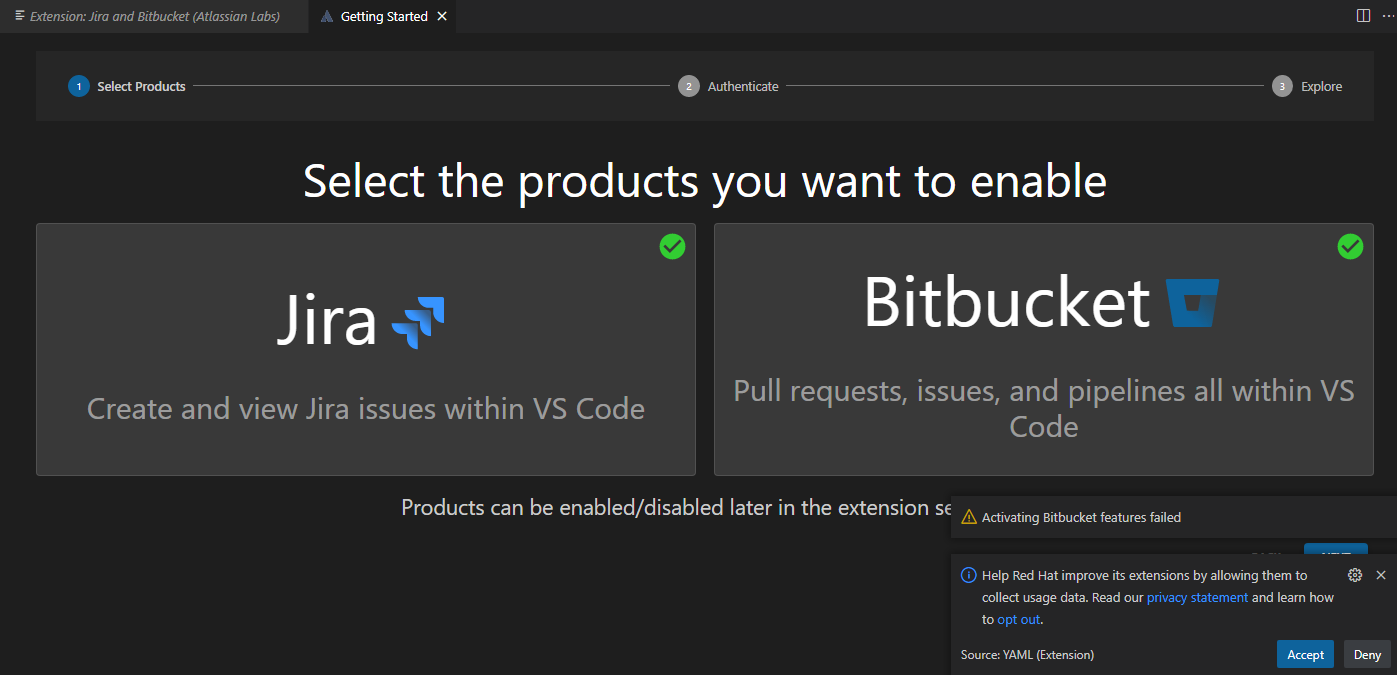 Extension: Jira and Bitbucket (Atlassian Labs)
Getting Started
1 Select Products
2 Authenticate
3 Explore
Select the products you want to enable
Jira
Create and view Jira issues within VS Code
Bitbucket
Pull requests, issues, and pipelines all within VS
Code
Products can be enabled/disabled later in the extension se
Activating Bitbucket features failed
Help Red Hat improve its extensions by allowing them to
collect usage data. Read our privacy statement and learn how
to opt out.
Source: YAML (Extension)
Accept
Deny